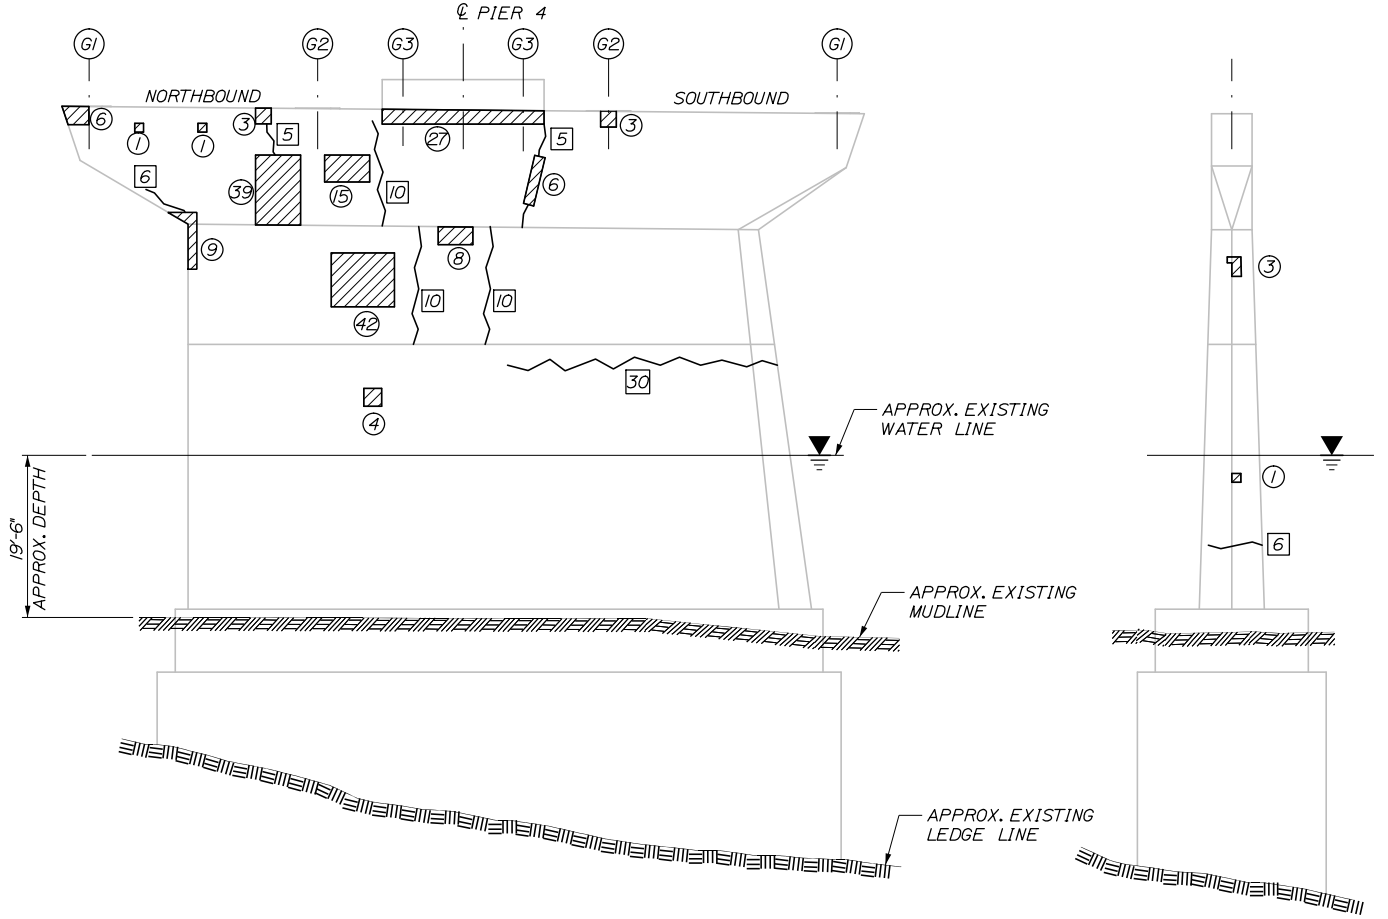 ℄ PIER 4
G1
G2
G3
G3
G2
G1
NORTHBOUND
SOUTHBOUND
6
1
1
3
5
27
5
3
6
39
15
10
6
9
8
42
10
10
3
30
4
APPROX. EXISTING
WATER LINE
19'-6"
APPROX. DEPTH
1
6
APPROX. EXISTING
MUDLINE
APPROX. EXISTING
LEDGE LINE